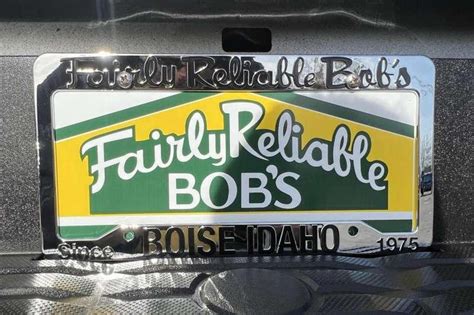 Fairly Reliable Bob's
Fairly Reliable
BOB'S
Since BOISE IDAHO 1975